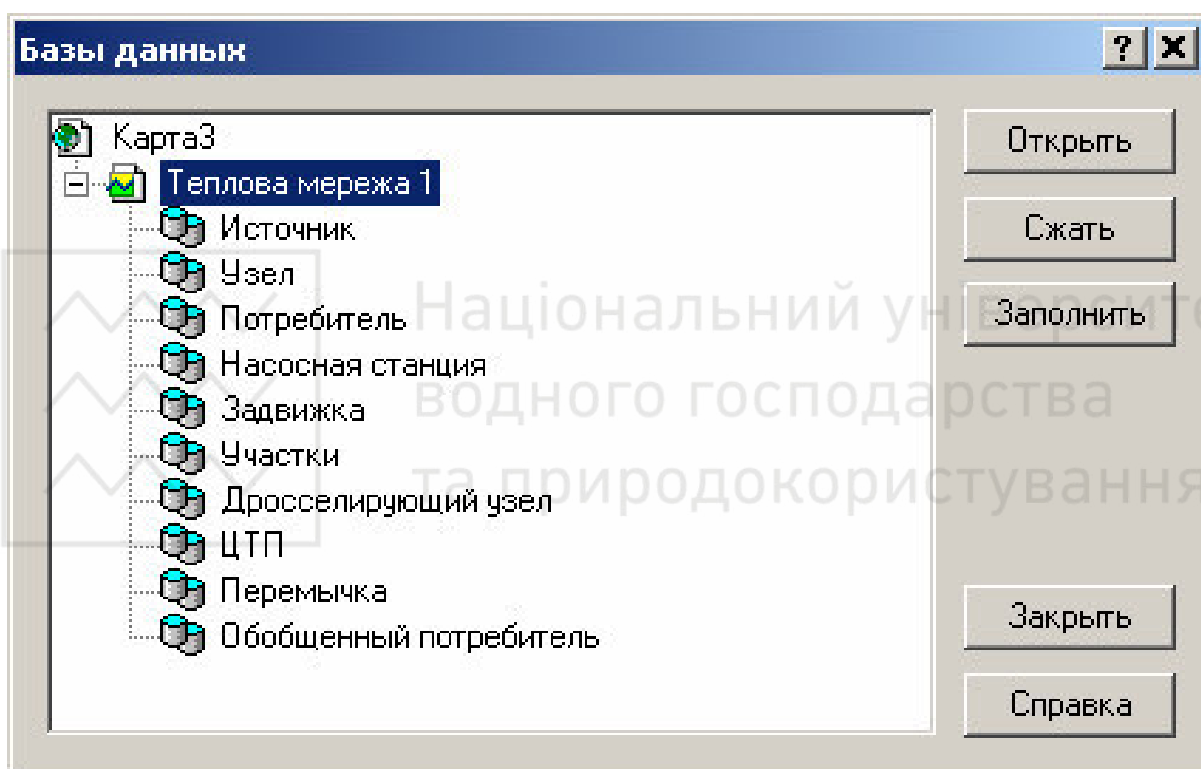 Базы данных
Карта3
Теплова мережа 1
Источник
Узел
Потребитель
Насосная станция
Задвижка
Участки
Дросселирующий узел
ЦТП
Перемычка
Обобщенный потребитель
Открыть
Сжать
Заполнить
Закрыть
Справка
Національний
водного господарства
та природокористування